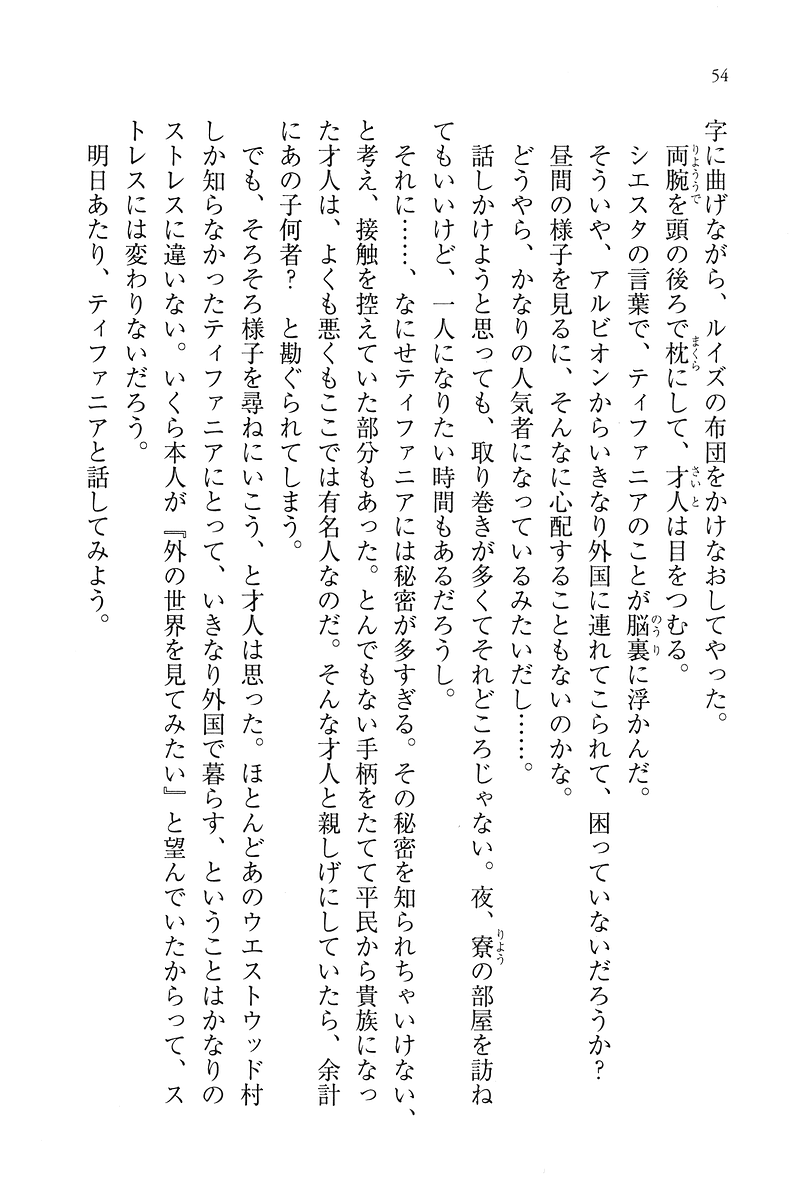 54
字に曲げながら、ルイズの布団をかけなおしてやった。
両腕を頭の後ろで枕にして、才人は目をつむる。
シエスタの言葉で、ティファニアのことが脳裏に浮かんだ。
そういや、アルビオンからいきなり外国に連れてこられて、困っていないだろうか?
昼間の様子を見るに、そんなに心配することもないのかな。
どうやら、かなりの人気者になっているみたいだし……。
話しかけようと思っても、取り巻きが多くてそれどころじゃない。夜、寮の部屋を訪ね
てもいいけど、一人になりたい時間もあるだろうし。
それに……、なにせティファニアには秘密が多すぎる。その秘密を知られちゃいけない、
と考え、接触を控えていた部分もあった。とんでもない手柄をたてて平民から貴族になっ
た才人は、よくも悪くもここでは有名人なのだ。そんな才人と親しげにしていたら、余計
にあの子何者? と勘ぐられてしまう。
でも、そろそろ様子を尋ねにいこう、と才人は思った。ほとんどあのウエストウッド村
しか知らなかったティファニアにとって、いきなり外国で暮らす、ということはかなりの
ストレスに違いない。いくら本人が『外の世界を見てみたい』と望んでいたからって、ス
トレスには変わりないだろう。
明日あたり、ティファニアと話してみよう。